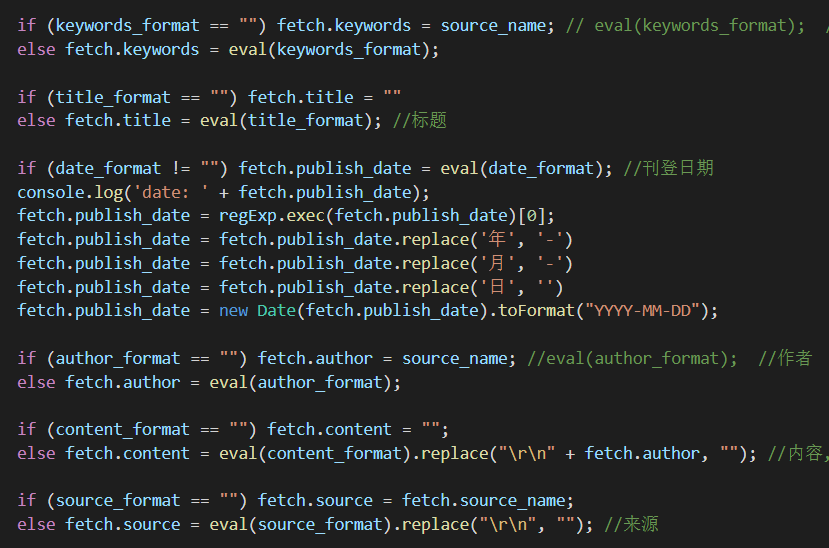 if (keywords_format == "") fetch.keywords = source_name; // eval(keywords_format);  /
else fetch.keywords = eval(keywords_format);
if (title_format == "") fetch.title = ""
else fetch.title = eval(title_format); //标题
if (date_format != "") fetch.publish_date = eval(date_format); //刊登日期
console.log('date: ' + fetch.publish_date);
fetch.publish_date = regExp.exec(fetch.publish_date)[0];
fetch.publish_date = fetch.publish_date.replace('年', '-')
fetch.publish_date = fetch.publish_date.replace('月', '-')
fetch.publish_date = fetch.publish_date.replace('日', '')
fetch.publish_date = new Date(fetch.publish_date).toFormat("YYYY-MM-DD");
if (author_format == "") fetch.author = source_name; //eval(author_format);  //作者
else fetch.author = eval(author_format);
if (content_format == "") fetch.content = "";
else fetch.content = eval(content_format).replace("\r\n" + fetch.author, ""); //内容,
if (source_format == "") fetch.source = fetch.source_name;
else fetch.source = eval(source_format).replace("\r\n", ""); //来源